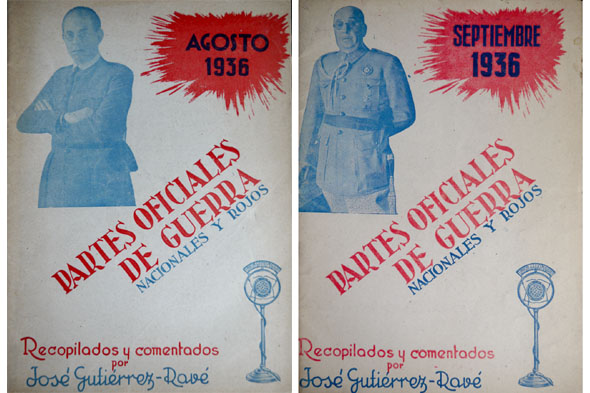 AGOSTO
1936
PARTES OFICIALES
DE GUERRA
NACIONALES Y ROJOS
Recopilados y comentados
por
José Gutiérrez-Ravé
SEPTIEMBRE
1936
PARTES OFICIALES
DE GUERRA
NACIONALES Y ROJOS
Recopilados y comentados
por
José Gutiérrez-Ravé